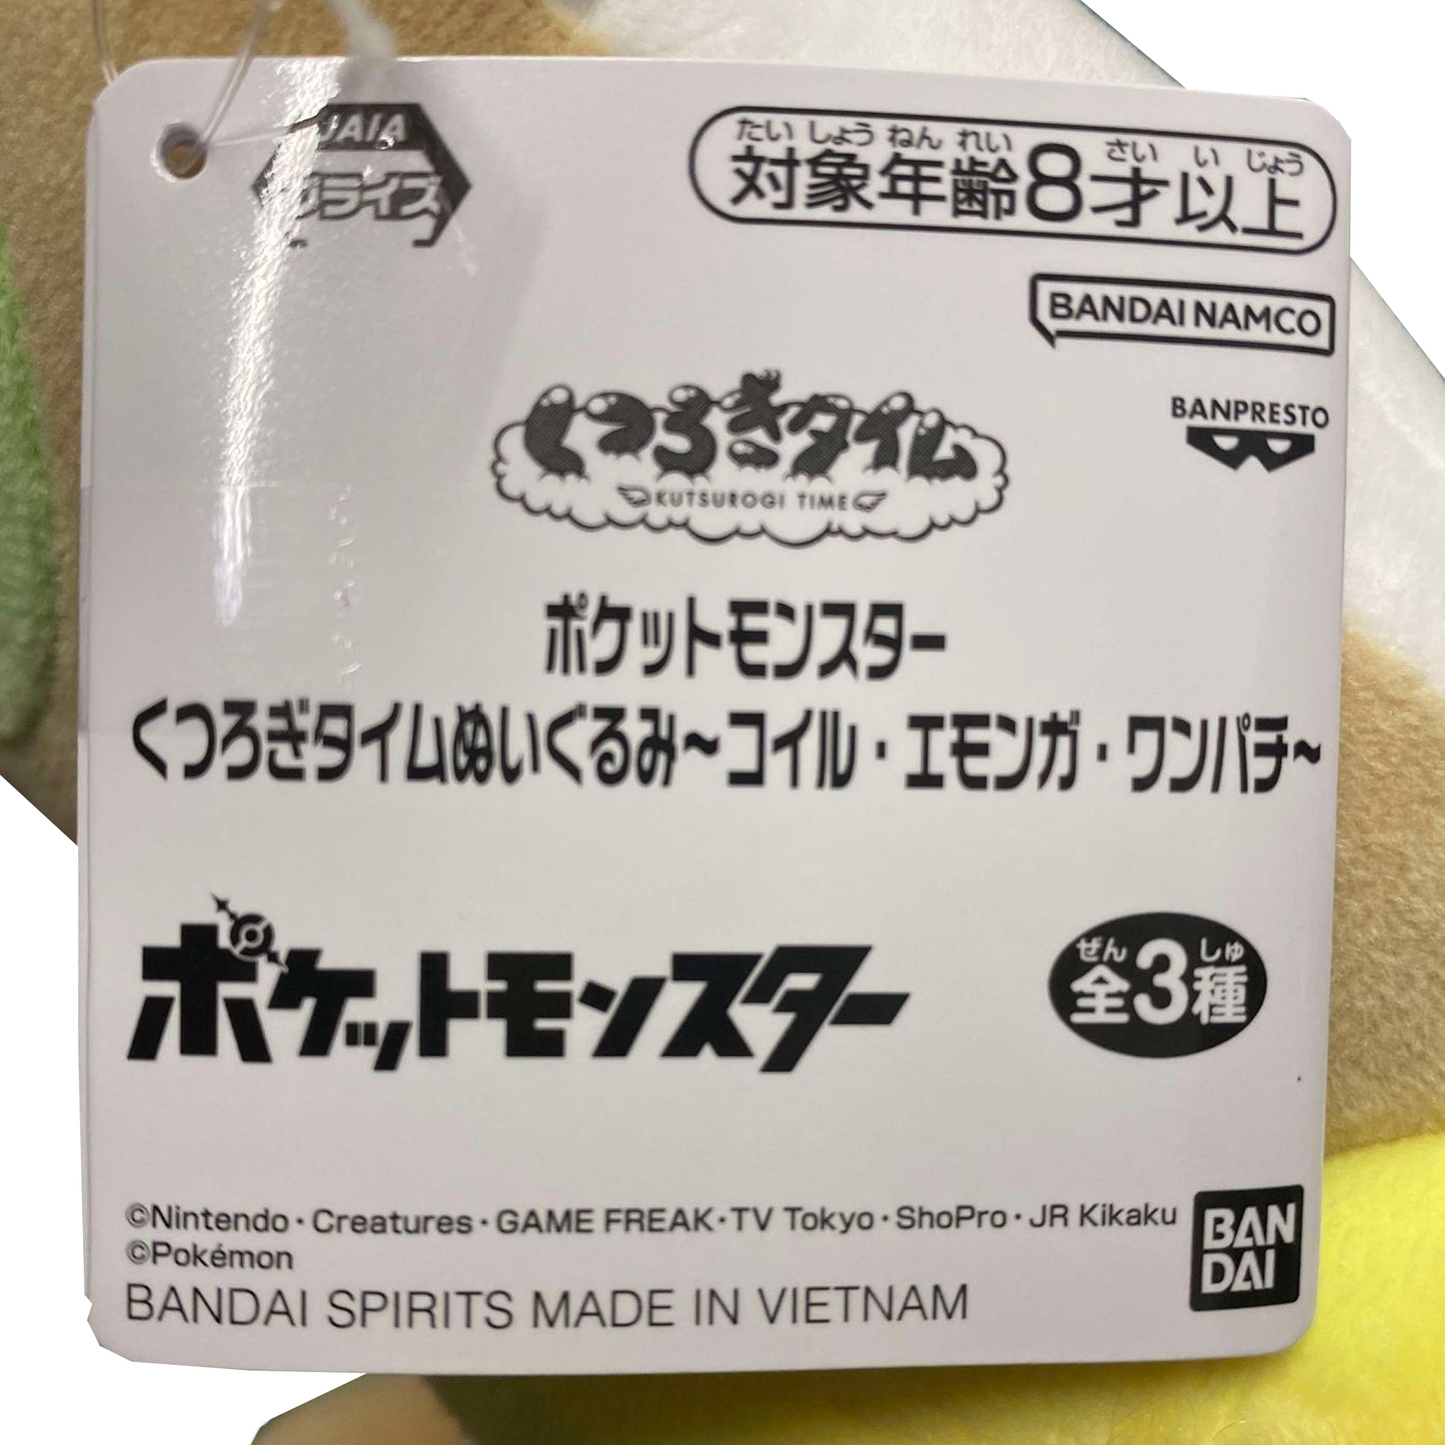 JAIA
プライズ
たいしょうねんれい さい いじょう
対象年齢8才以上
BANDAI NAMCO
BANPRESTO
くつろぎタイム
KUTSUROGI TIME
ポケットモンスター
くつろぎタイムぬいぐるみ~コイル・エモンガ・ワンパチ~
ポケットモンスター
ぜん しゅ
全3種
©Nintendo・Creatures・GAME FREAK・TV Tokyo・ShoPro・JR Kikaku
©Pokémon
BANDAI SPIRITS MADE IN VIETNAM
BAN
DAI